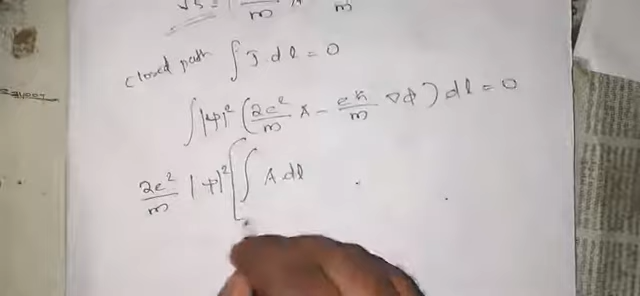 closed path ∫ J.dl = 0
∫|ψ|² (2e²/m A - eℏ/m ∇ϕ) dl = 0
2e²/m |ψ|² [∫ A.dl